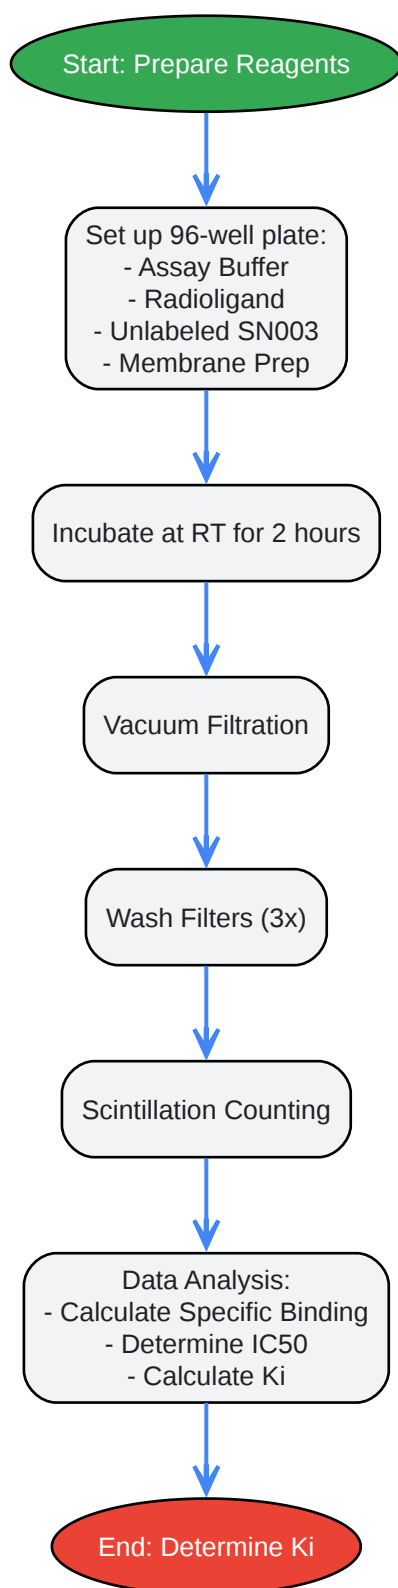 Start: Prepare Reagents
Set up 96-well plate:
- Assay Buffer
- Radioligand
- Unlabeled SN003
- Membrane Prep
Incubate at RT for 2 hours
Vacuum Filtration
Wash Filters (3x)
Scintillation Counting
Data Analysis:
- Calculate Specific Binding
- Determine IC50
- Calculate Ki
End: Determine Ki